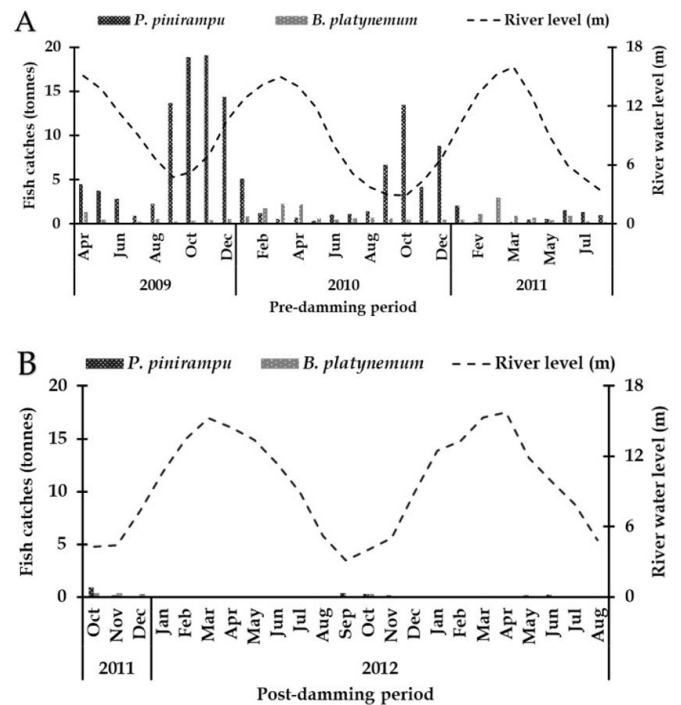 A
P. pinirampu B. platynemum River level (m)
Fish catches (tonnes)
20
15
10
5
0
18
12
6
0
River water level (m)
Apr Jun Aug Oct Dec Feb Apr Jun Aug Oct Dec Fev Mar May Jul
2009 2010 2011
Pre-damming period
B
P. pinirampu B. platynemum River level (m)
Fish catches (tonnes)
20
15
10
5
0
18
12
6
0
River water level (m)
Oct Nov Dec Jan Feb Mar Apr May Jun Jul Aug Sep Oct Nov Dec Jan Feb Mar Apr May Jun Jul Aug
2011 2012
Post-damming period